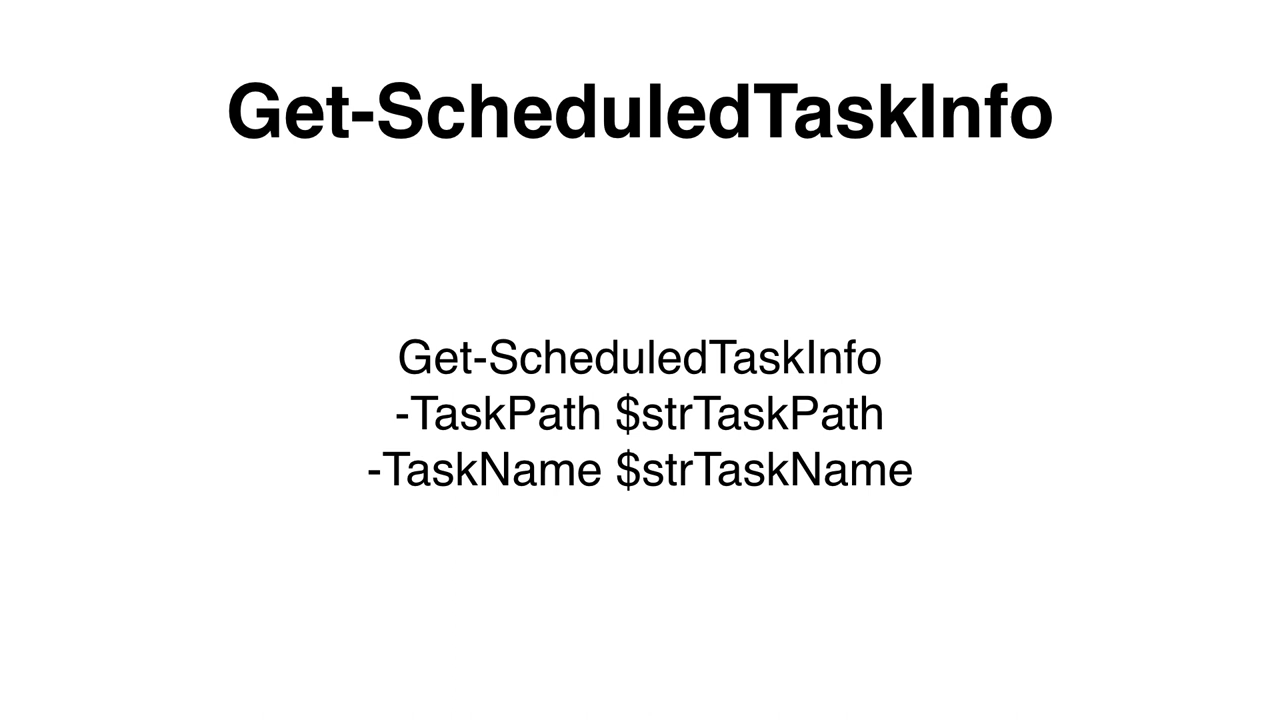 Get-ScheduledTaskInfo
Get-ScheduledTaskInfo
-TaskPath $strTaskPath
-TaskName $strTaskName